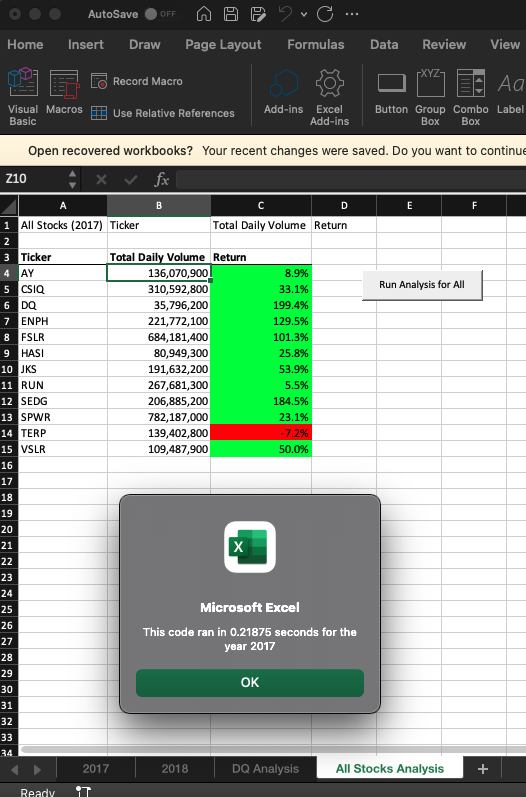 AutoSave OFF
Home Insert Draw Page Layout Formulas Data Review View
Visual Basic Macros Record Macro Use Relative References Add-ins Excel Add-ins XYZ Button Group Box Combo Box Aa Label
Open recovered workbooks? Your recent changes were saved. Do you want to continue
Z10 fx
A B C D E F
1 All Stocks (2017) Ticker Total Daily Volume Return
2
3 Ticker Total Daily Volume Return
4 AY 136,070,900 8.9%
Run Analysis for All
5 CSIQ 310,592,800 33.1%
6 DQ 35,796,200 199.4%
7 ENPH 221,772,100 129.5%
8 FSLR 684,181,400 101.3%
9 HASI 80,949,300 25.8%
10 JKS 191,632,200 53.9%
11 RUN 267,681,300 5.5%
12 SEDG 206,885,200 184.5%
13 SPWR 782,187,000 23.1%
14 TERP 139,402,800 -7.2%
15 VSLR 109,487,900 50.0%
16
17
18
19
20
21
22
23
24
25
26
27
28
29
30
31
32
33
34
X
Microsoft Excel
This code ran in 0.21875 seconds for the
year 2017
OK
2017 2018 DQ Analysis All Stocks Analysis +
Ready